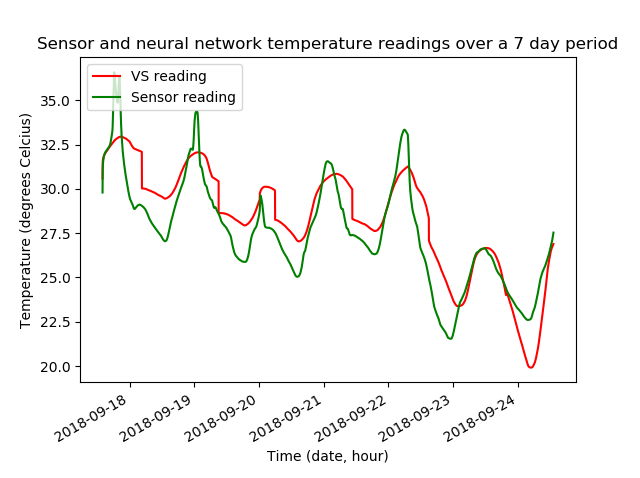 Sensor and neural network temperature readings over a 7 day period
VS reading
Sensor reading
Temperature (degrees Celcius)
35.0
32.5
30.0
27.5
25.0
22.5
20.0
2018-09-18
2018-09-19
2018-09-20
2018-09-21
2018-09-22
2018-09-23
2018-09-24
Time (date, hour)